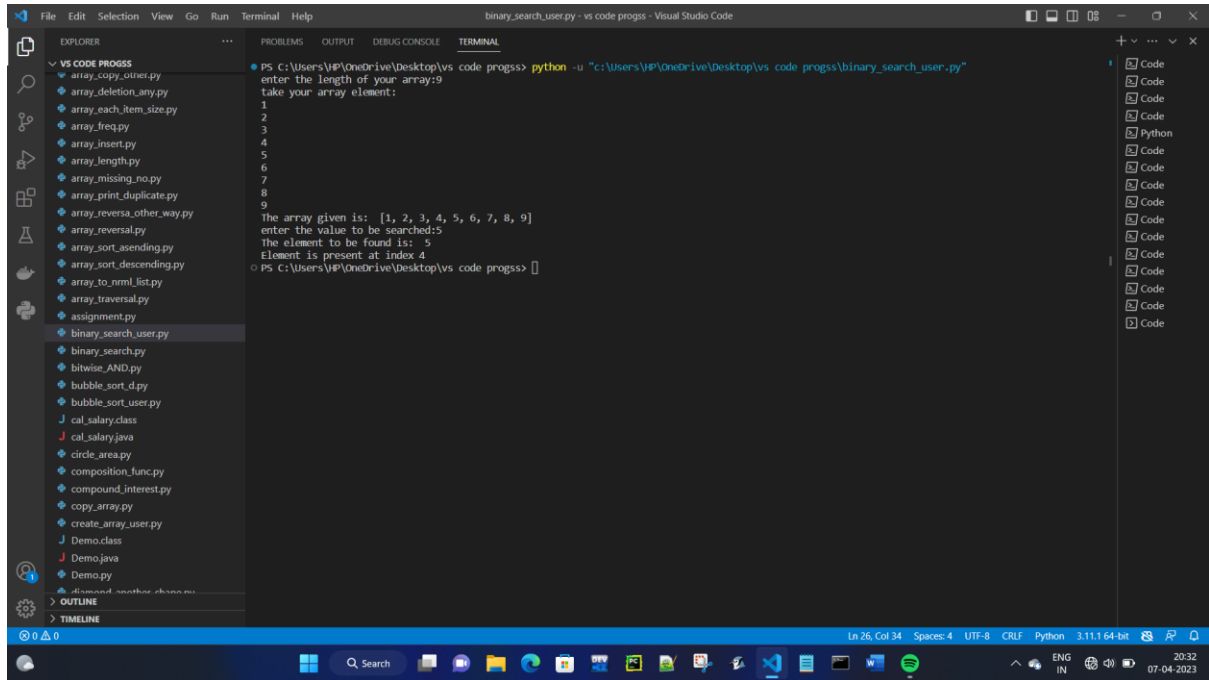 File Edit Selection View Go Run Terminal Help
binary_search_user.py - vs code progss - Visual Studio Code
EXPLORER
VS CODE PROGSS
array_copy_other.py
array_deletion_any.py
array_each_item_size.py
array_freq.py
array_insert.py
array_length.py
array_missing_no.py
array_print_duplicate.py
array_reversa_other_way.py
array_reversal.py
array_sort_asending.py
array_sort_descending.py
array_to_nrml_list.py
array_traversal.py
assignment.py
binary_search_user.py
binary_search.py
bitwise_AND.py
bubble_sort_d.py
bubble_sort_user.py
J cal_salary.class
J cal_salary.java
circle_area.py
composition_func.py
compound_interest.py
copy_array.py
create_array_user.py
J Demo.class
J Demo.java
Demo.py
diamond_another_shape.py
OUTLINE
TIMELINE
PROBLEMS OUTPUT DEBUG CONSOLE TERMINAL
PS C:\Users\HP\OneDrive\Desktop\vs code progss> python -u "c:\Users\HP\OneDrive\Desktop\vs code progss\binary_search_user.py"
enter the length of your array:9
take your array element:
1
2
3
4
5
6
7
8
9
The array given is:  [1, 2, 3, 4, 5, 6, 7, 8, 9]
enter the value to be searched:5
The element to be found is:  5
Element is present at index 4
PS C:\Users\HP\OneDrive\Desktop\vs code progss>
Code
Code
Code
Code
Python
Code
Code
Code
Code
Code
Code
Code
Code
Code
Code
Code
1
0 0
Ln 26, Col 34 Spaces: 4 UTF-8 CRLF Python 3.11.1 64-bit
Search
ENG
IN
20:32
07-04-2023